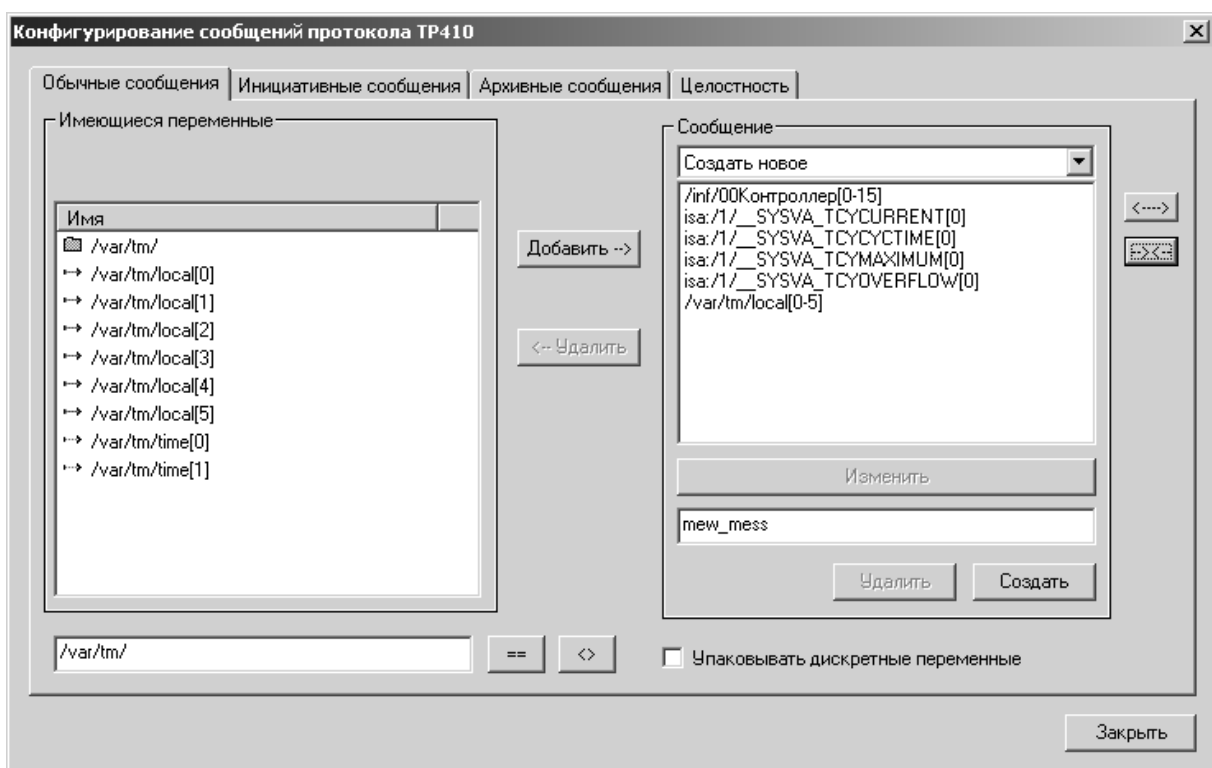 Конфигурирование сообщений протокола TP410
Обычные сообщения
Инициативные сообщения
Архивные сообщения
Целостность
Имеющиеся переменные
Имя
/var/tm/
/var/tm/local[0]
/var/tm/local[1]
/var/tm/local[2]
/var/tm/local[3]
/var/tm/local[4]
/var/tm/local[5]
/var/tm/time[0]
/var/tm/time[1]
/var/tm/
==
<>
Добавить -->
<-- Удалить
Сообщение
Создать новое
/inf/00Контроллер[0-15]
isa:/1/__SYSVA_TCYCURRENT[0]
isa:/1/__SYSVA_TCYCYCTIME[0]
isa:/1/__SYSVA_TCYMAXIMUM[0]
isa:/1/__SYSVA_TCYOVERFLOW[0]
/var/tm/local[0-5]
Изменить
mew_mess
Удалить
Создать
<---->
-><-
Упаковывать дискретные переменные
Закрыть